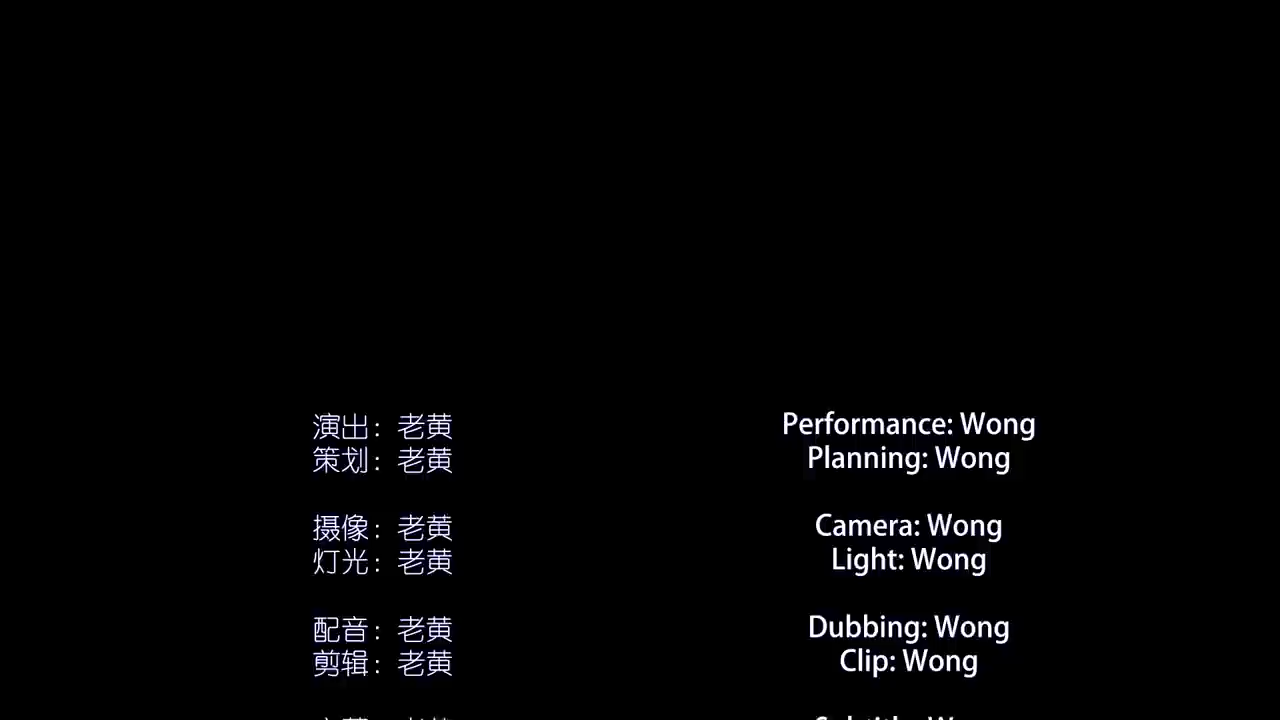 演出：老黄
策划：老黄
摄像：老黄
灯光：老黄
配音：老黄
剪辑：老黄
Performance: Wong
Planning: Wong
Camera: Wong
Light: Wong
Dubbing: Wong
Clip: Wong